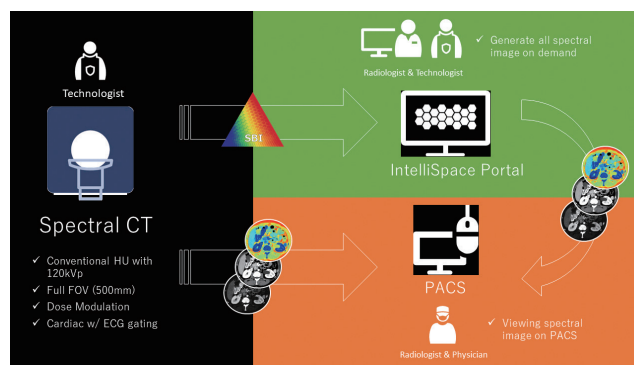 Technologist
Spectral CT
✓ Conventional HU with
120kVp
✓ Full FOV (500mm)
✓ Dose Modulation
✓ Cardiac w/ ECG gating
SBI
Radiologist & Technologist
✓ Generate all spectral
image on demand
IntelliSpace Portal
PACS
Radiologist & Physician
✓ Viewing spectral
image on PACS